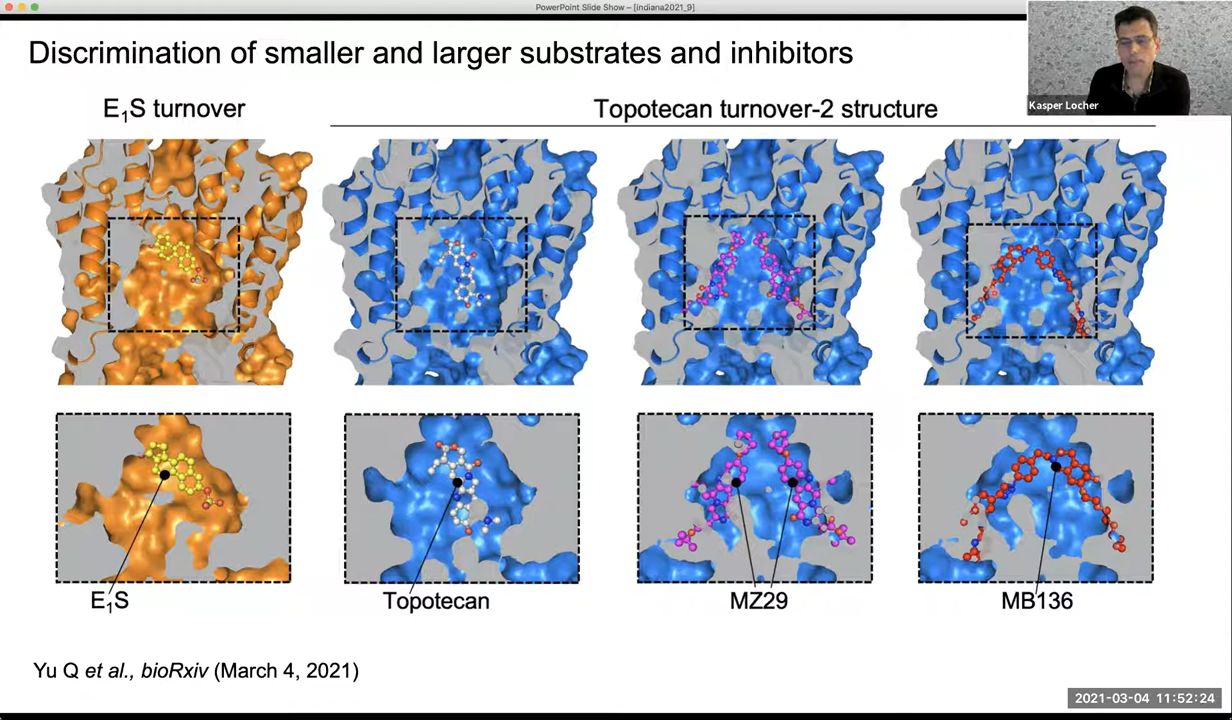 PowerPoint Slide Show – [indiana2021_9]
Discrimination of smaller and larger substrates and inhibitors
Kasper Locher
E₁S turnover
Topotecan turnover-2 structure
E₁S
Topotecan
MZ29
MB136
Yu Q et al., bioRxiv (March 4, 2021)
2021-03-04 11:52:24